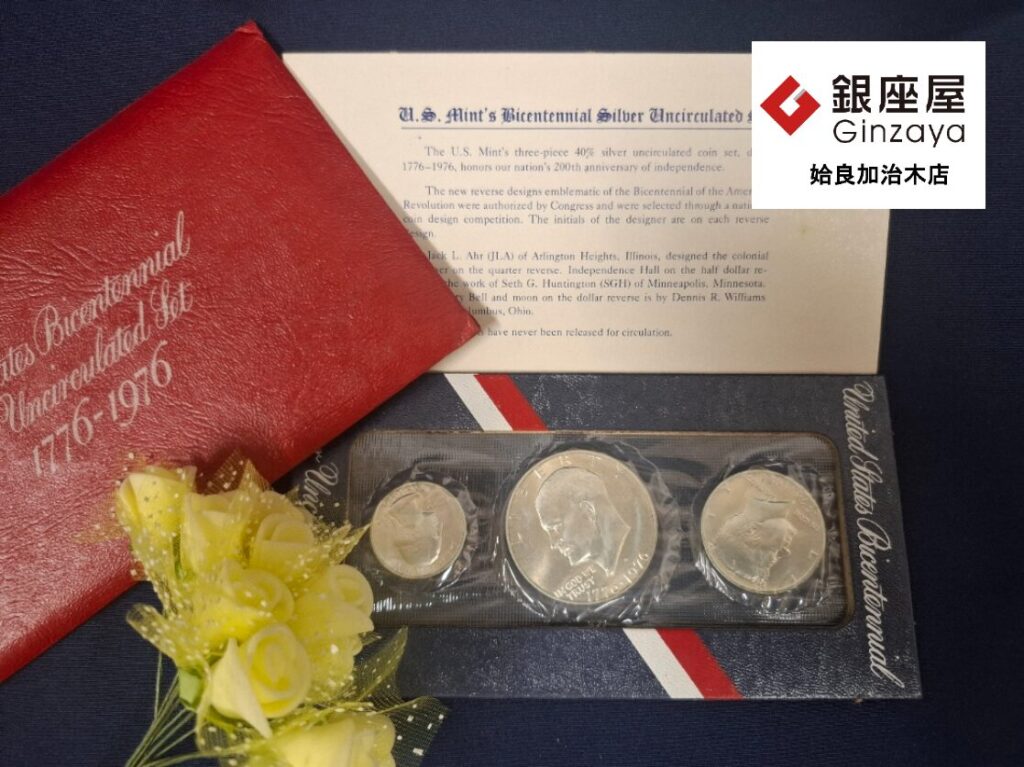 銀座屋
Ginzaya
姶良加治木店
U.S. Mint's Bicentennial Silver Uncirculated
The U.S. Mint's three-piece 40% silver uncirculated coin set,
1776-1976, honors our nation's 200th anniversary of independence.
The new reverse designs emblematic of the Bicentennial of the
Revolution were authorized by Congress and were selected through a
coin design competition. The initials of the designer are on each reverse
design.
Jack L. Ahr (JLA) of Arlington Heights, Illinois, designed the colonial
on the quarter reverse. Independence Hall on the half dollar re-
the work of Seth G. Huntington (SGH) of Minneapolis, Minnesota.
Bell and moon on the dollar reverse is by Dennis R. Williams
Ohio.
have never been released for circulation.
Bicentennial
Uncirculated Set
1776-1976
United States Bicentennial
IN GOD WE
TRUST
1776-1976